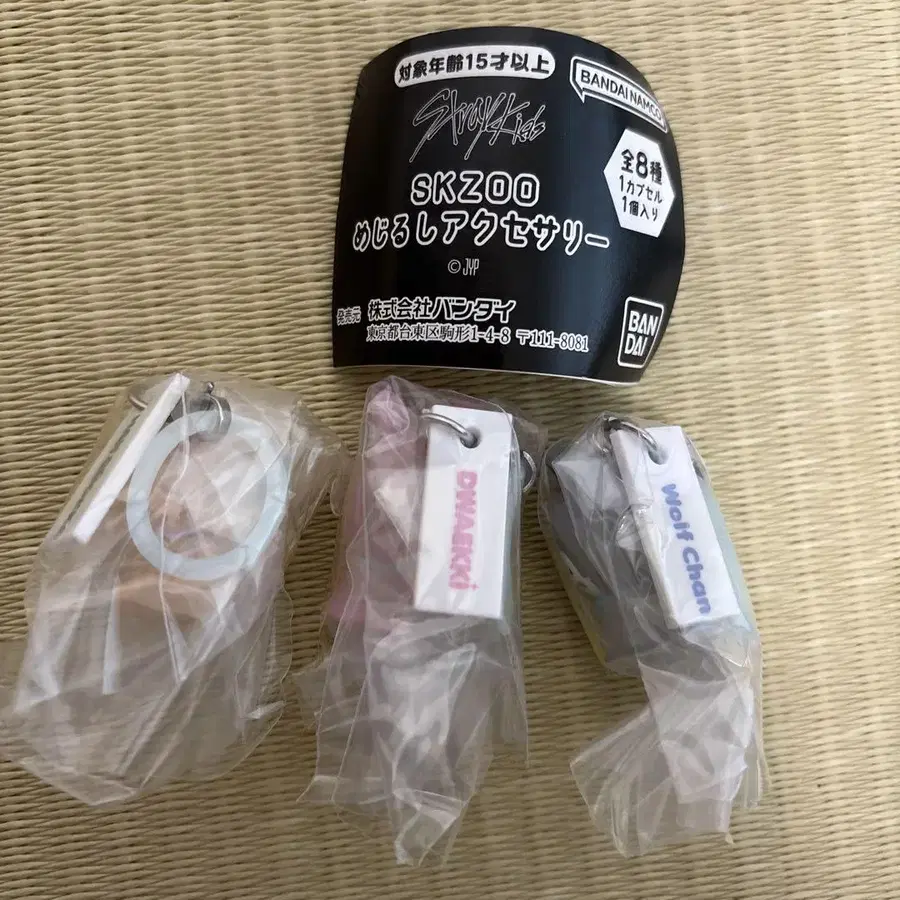 対象年齢15才以上
BANDAI NAMCO
Stray Kids
全8種
1カプセル
1個入り
SKZOO
めじるしアクセサリー
© JYP
発売元 株式会社バンダイ
東京都台東区駒形1-4-8 〒111-8081
BAN
DAI
DWAEKKI
Wolf Chan